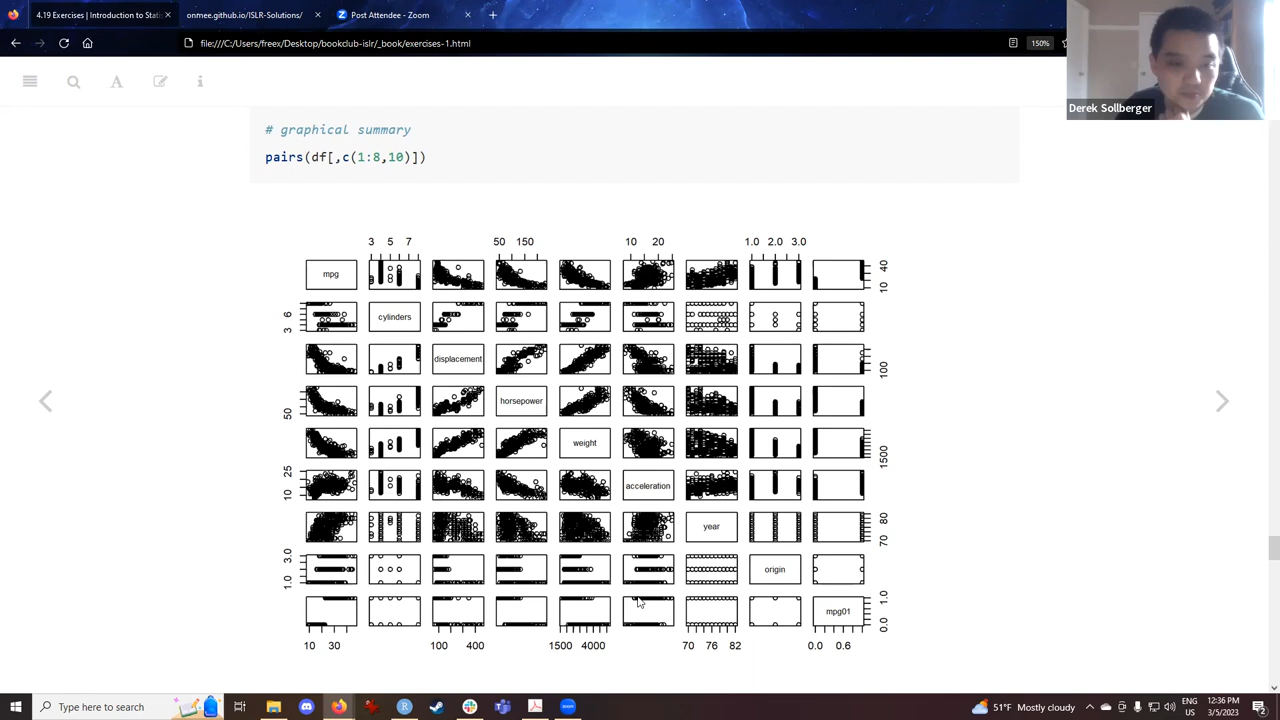 4.19 Exercises | Introduction to Stati
onmee.github.io/ISLR-Solutions/
Post Attendee - Zoom
file:///C:/Users/freex/Desktop/bookclub-islr/_book/exercises-1.html
150%
Derek Sollberger
# graphical summary
pairs(df[,c(1:8,10)])
3 5 7
50 150
10 20
1.0 2.0 3.0
mpg
10 40
3 6
cylinders
displacement
100
50
horsepower
weight
1500
10 25
acceleration
year
70 80
1.0 3.0
origin
mpg01
0.0 1.0
10 30
100 400
1500 4000
70 76 82
0.0 0.6
Type here to search
51°F Mostly cloudy
ENG
US
12:36 PM
3/5/2023
2